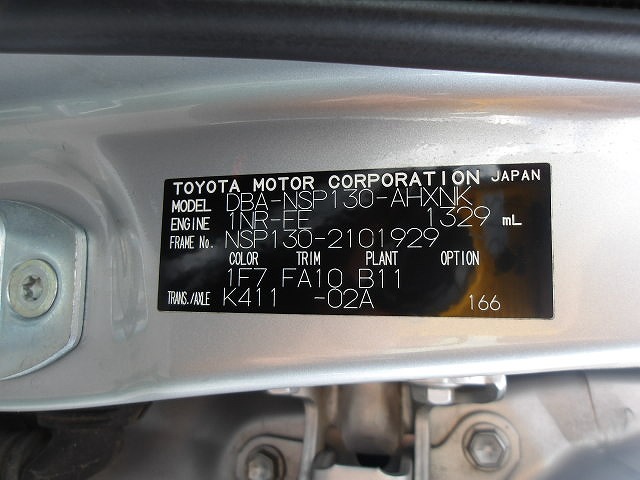 TOYOTA MOTOR CORPORATION JAPAN
MODEL DBA-NSP130-AHXNK
ENGINE 1NR-FE 1329 mL
FRAME No. NSP130-2101929
COLOR TRIM PLANT OPTION
1F7 FA10 B11
TRANS./AXLE K411 -02A 166